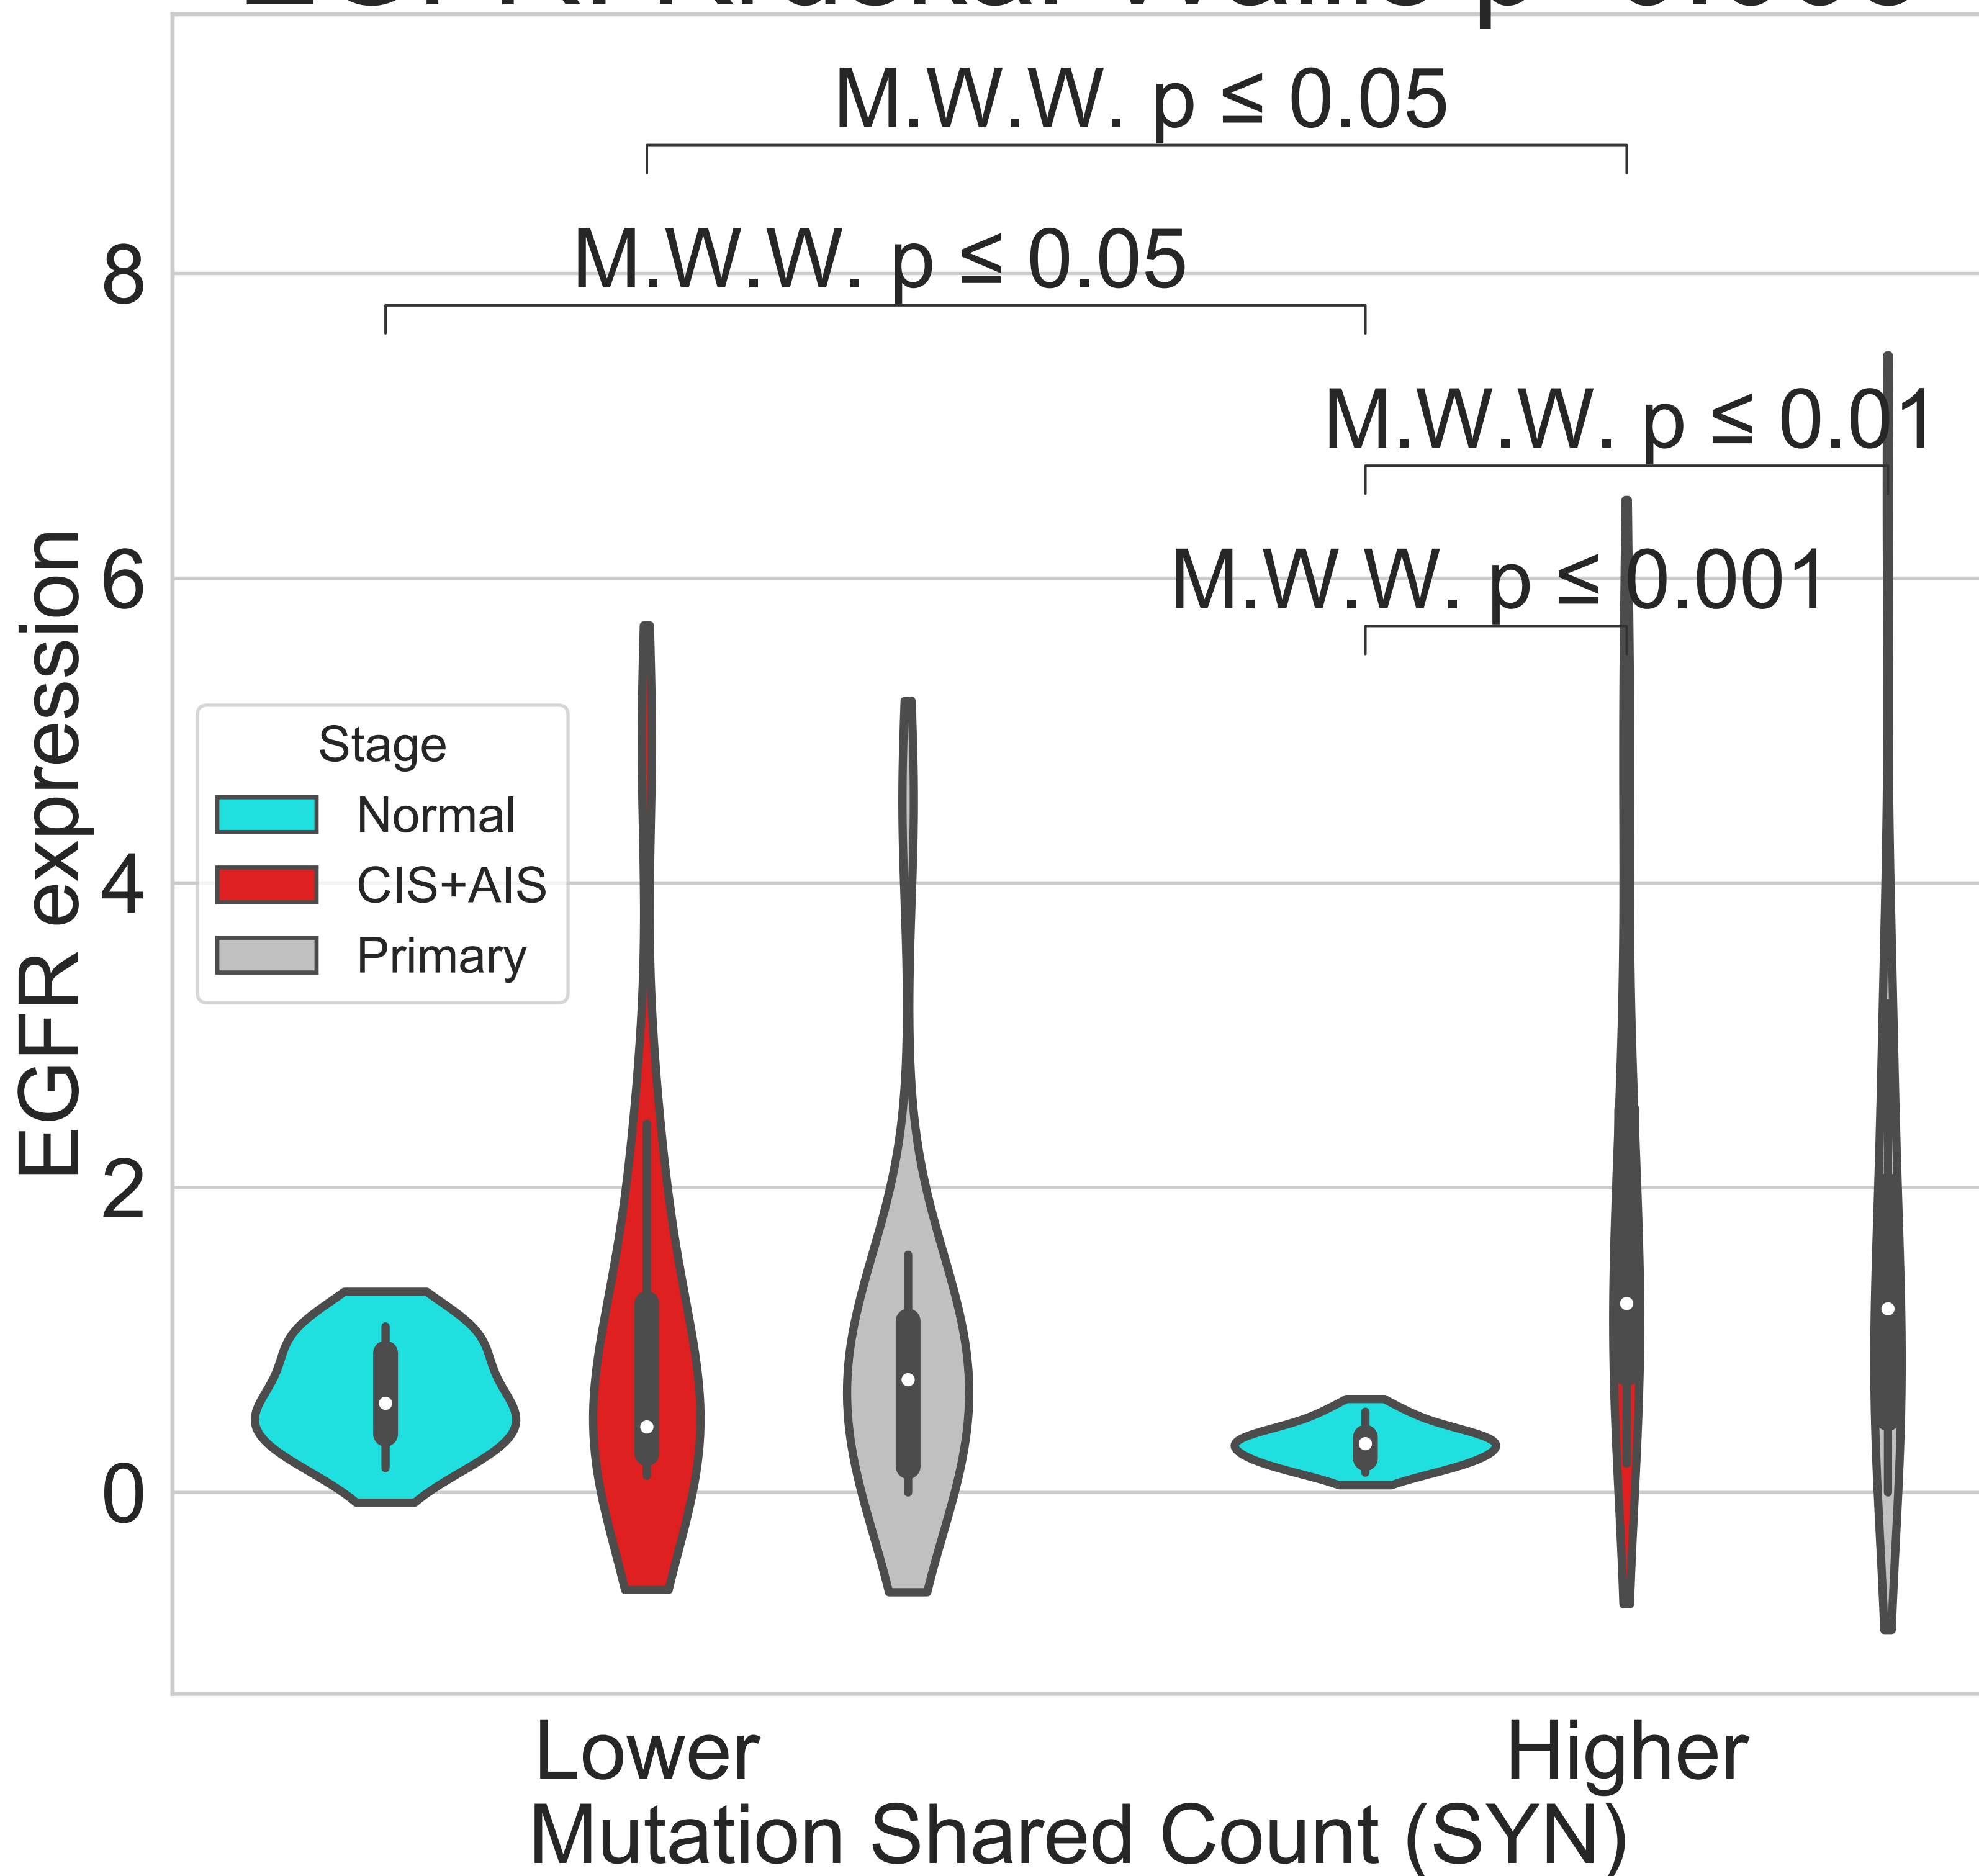 M.W.W. p ≤ 0.05
M.W.W. p ≤ 0.05
M.W.W. p ≤ 0.01
M.W.W. p ≤ 0.001
EGFR expression
8
6
4
2
0
Stage
Normal
CIS+AIS
Primary
Lower
Higher
Mutation Shared Count (SYN)